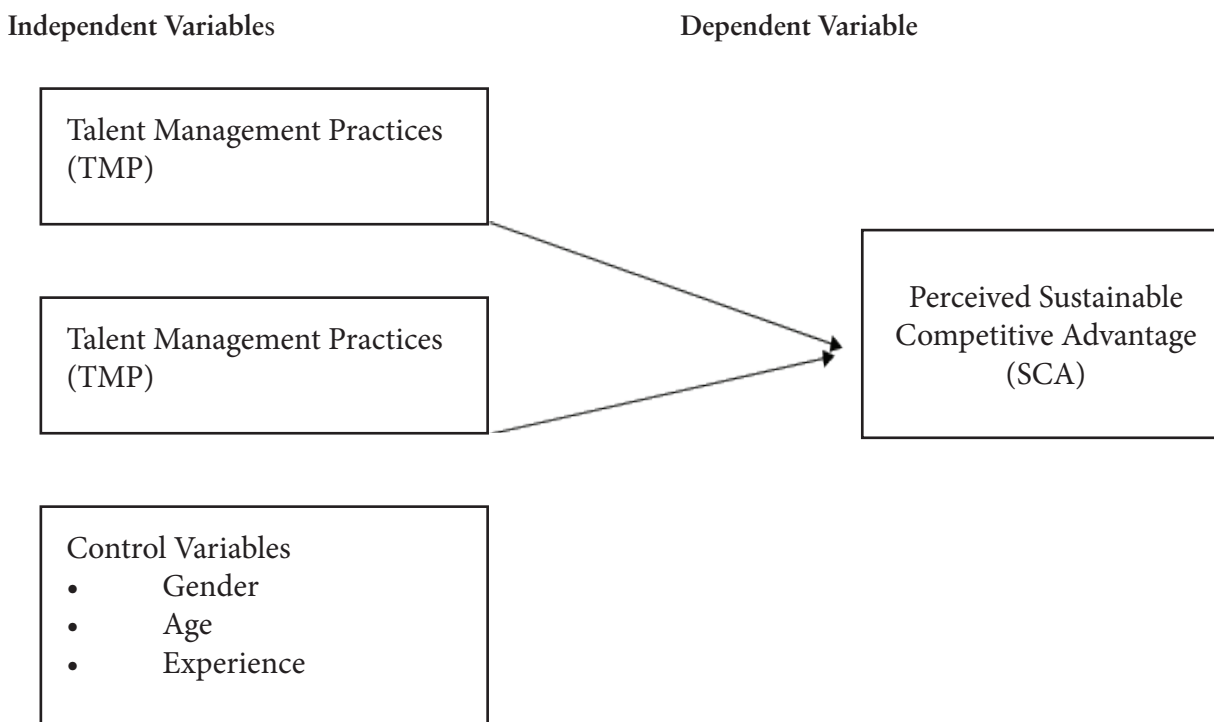 Independent Variables
Dependent Variable
Talent Management Practices
(TMP)
Talent Management Practices
(TMP)
Perceived Sustainable
Competitive Advantage
(SCA)
Control Variables
• Gender
• Age
• Experience